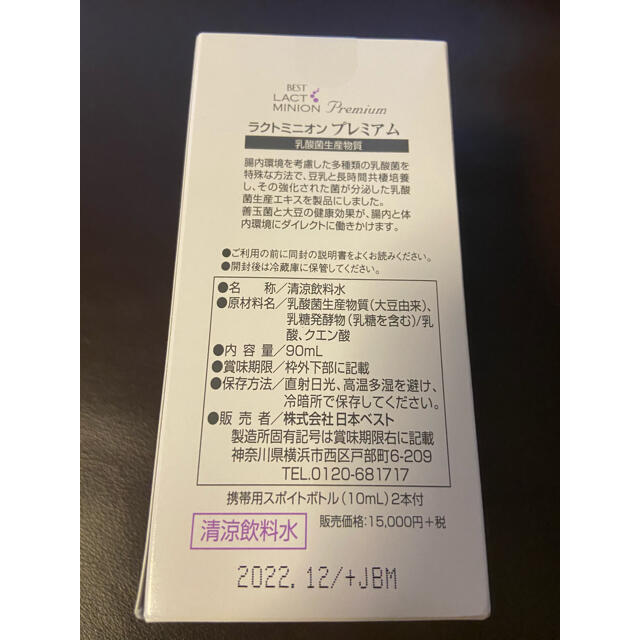 BEST
LACT
MINION Premium
ラクトミニオン プレミアム
乳酸菌生産物質
腸内環境を考慮した多種類の乳酸菌を
特殊な方法で、豆乳と長時間共棲培養
し、その強化された菌が分泌した乳酸
菌生産エキスを製品にしました。
善玉菌と大豆の健康効果が、腸内と体
内環境にダイレクトに働きかけます。
●ご利用の前に同封の説明書をよくお読みください。
●開封後は冷蔵庫に保管してください。
●名 称/清涼飲料水
●原材料名/乳酸菌生産物質(大豆由来)、
乳糖発酵物(乳糖を含む)/乳
酸、クエン酸
●内 容 量/90mL
●賞味期限/枠外下部に記載
●保存方法/直射日光、高温多湿を避け、
冷暗所で保存してください。
●販 売 者/株式会社日本ベスト
製造所固有記号は賞味期限右に記載
神奈川県横浜市西区戸部町6-209
TEL.0120-681717
携帯用スポイトボトル(10mL)2本付
清涼飲料水 販売価格:15,000円+税
2022.12/+JBM